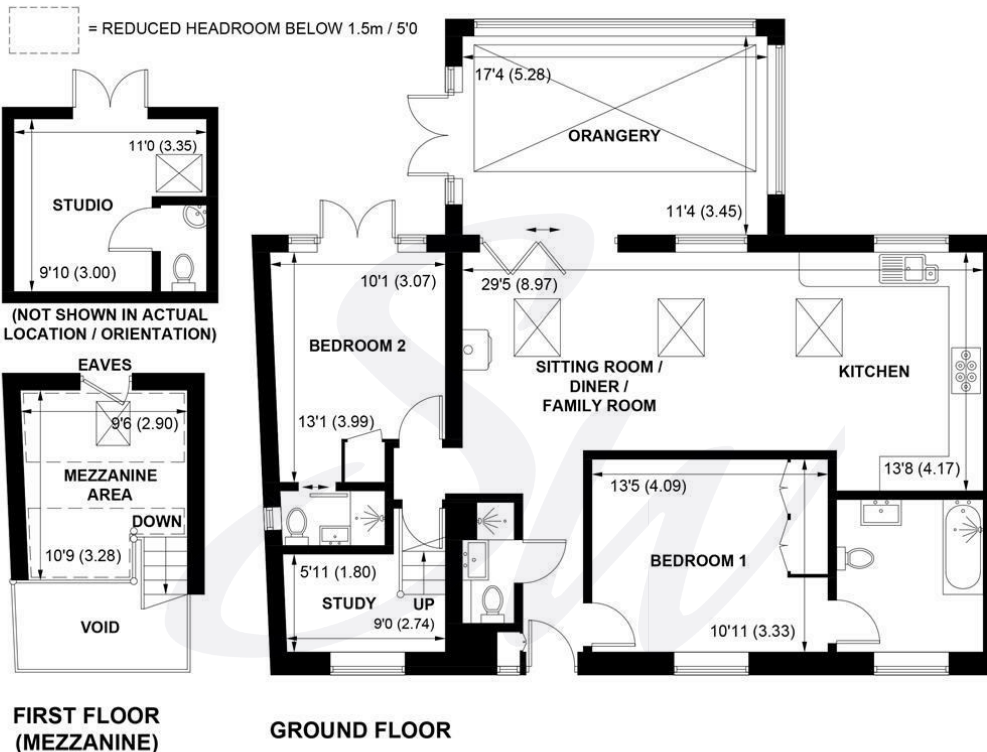 = REDUCED HEADROOM BELOW 1.5m / 5'0
17'4 (5.28)
ORANGERY
11'4 (3.45)
11'0 (3.35)
STUDIO
9'10 (3.00)
(NOT SHOWN IN ACTUAL
LOCATION / ORIENTATION)
10'1 (3.07)
BEDROOM 2
13'1 (3.99)
29'5 (8.97)
SITTING ROOM /
DINER /
FAMILY ROOM
KITCHEN
13'8 (4.17)
EAVES
9'6 (2.90)
MEZZANINE
AREA
DOWN
10'9 (3.28)
VOID
5'11 (1.80)
STUDY
UP
9'0 (2.74)
13'5 (4.09)
BEDROOM 1
10'11 (3.33)
FIRST FLOOR
(MEZZANINE)
GROUND FLOOR
Sw